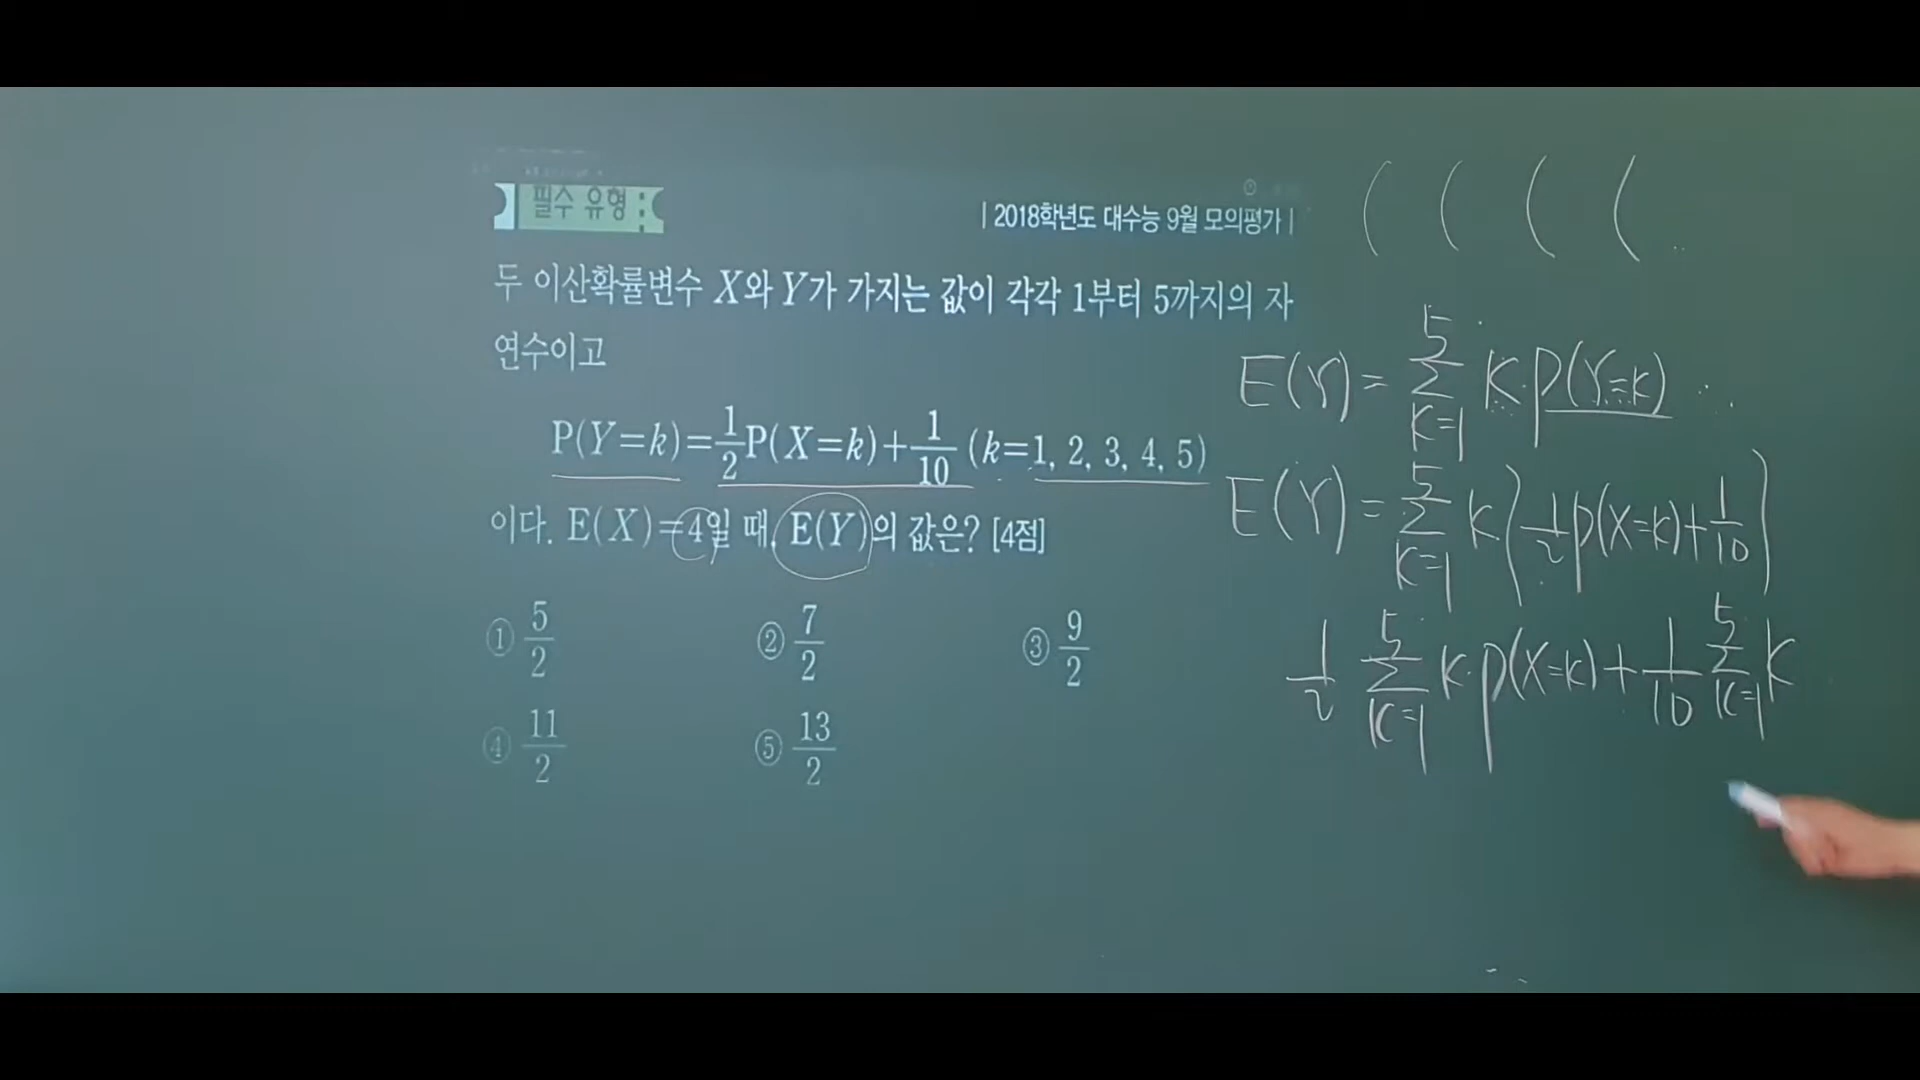 필수 유형
| 2018학년도 대수능 9월 모의평가 |
두 이산확률변수 X와 Y가 가지는 값이 각각 1부터 5까지의 자
연수이고
P(Y=k)=1/2P(X=k)+1/10 (k=1, 2, 3, 4, 5)
이다. E(X)=4일 때, E(Y)의 값은? [4점]
① 5/2 ② 7/2 ③ 9/2
④ 11/2 ⑤ 13/2
( ( ( (
E(Y) = 5 Σ K=1 K·P(Y=K)
E(Y) = 5 Σ K=1 K(1/2 P(X=K)+1/10)
1/2 5 Σ K=1 K·P(X=K)+1/10 5 Σ K=1 K